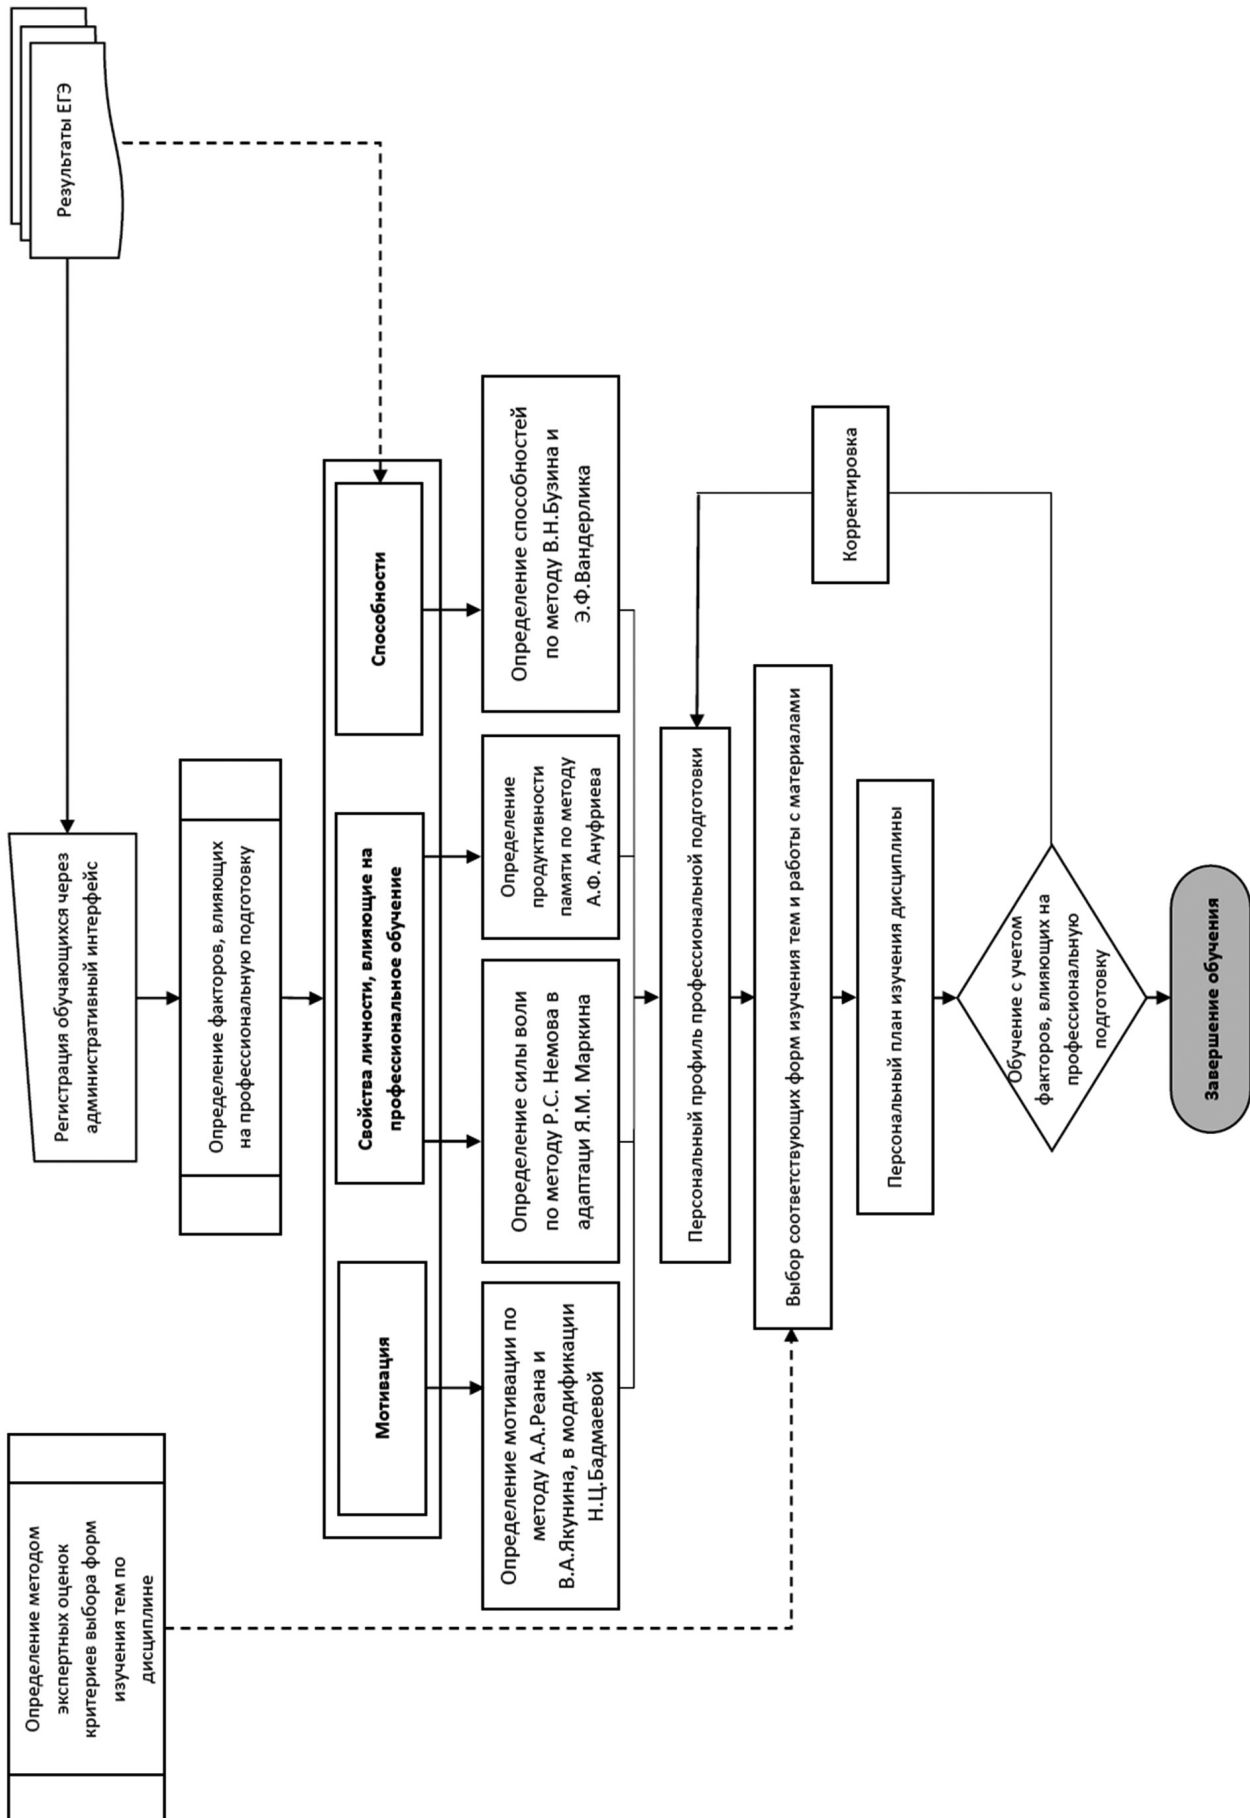 Определение методом
экспертных оценок
критериев выбора форм
изучения тем по
дисциплине
Регистрация обучающихся через
административный интерфейс
Результаты ЕГЭ
Определение факторов, влияющих
на профессиональную подготовку
Мотивация
Свойства личности, влияющие на
профессиональное обучение
Способности
Определение мотивации по
методу А.А.Реана и
В.А.Якунина, в модификации
Н.Ц.Бадмаевой
Определение силы воли
по методу Р.С. Немова в
адаптаци Я.М. Маркина
Определение
продуктивности
памяти по методу
А.Ф. Ануфриева
Определение способностей
по методу В.Н.Бузина и
Э.Ф.Вандерлика
Персональный профиль профессиональной подготовки
Выбор соответствующих форм изучения тем и работы с материалами
Корректировка
Персональный план изучения дисциплины
Обучение с учетом
факторов, влияющих на
профессиональную
подготовку
Завершение обучения